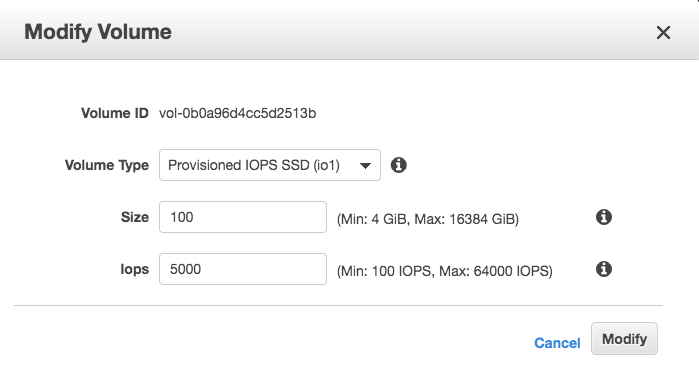 Modify Volume
Volume ID vol-0b0a96d4cc5d2513b
Volume Type Provisioned IOPS SSD (io1)
Size 100 (Min: 4 GiB, Max: 16384 GiB)
Iops 5000 (Min: 100 IOPS, Max: 64000 IOPS)
Cancel Modify